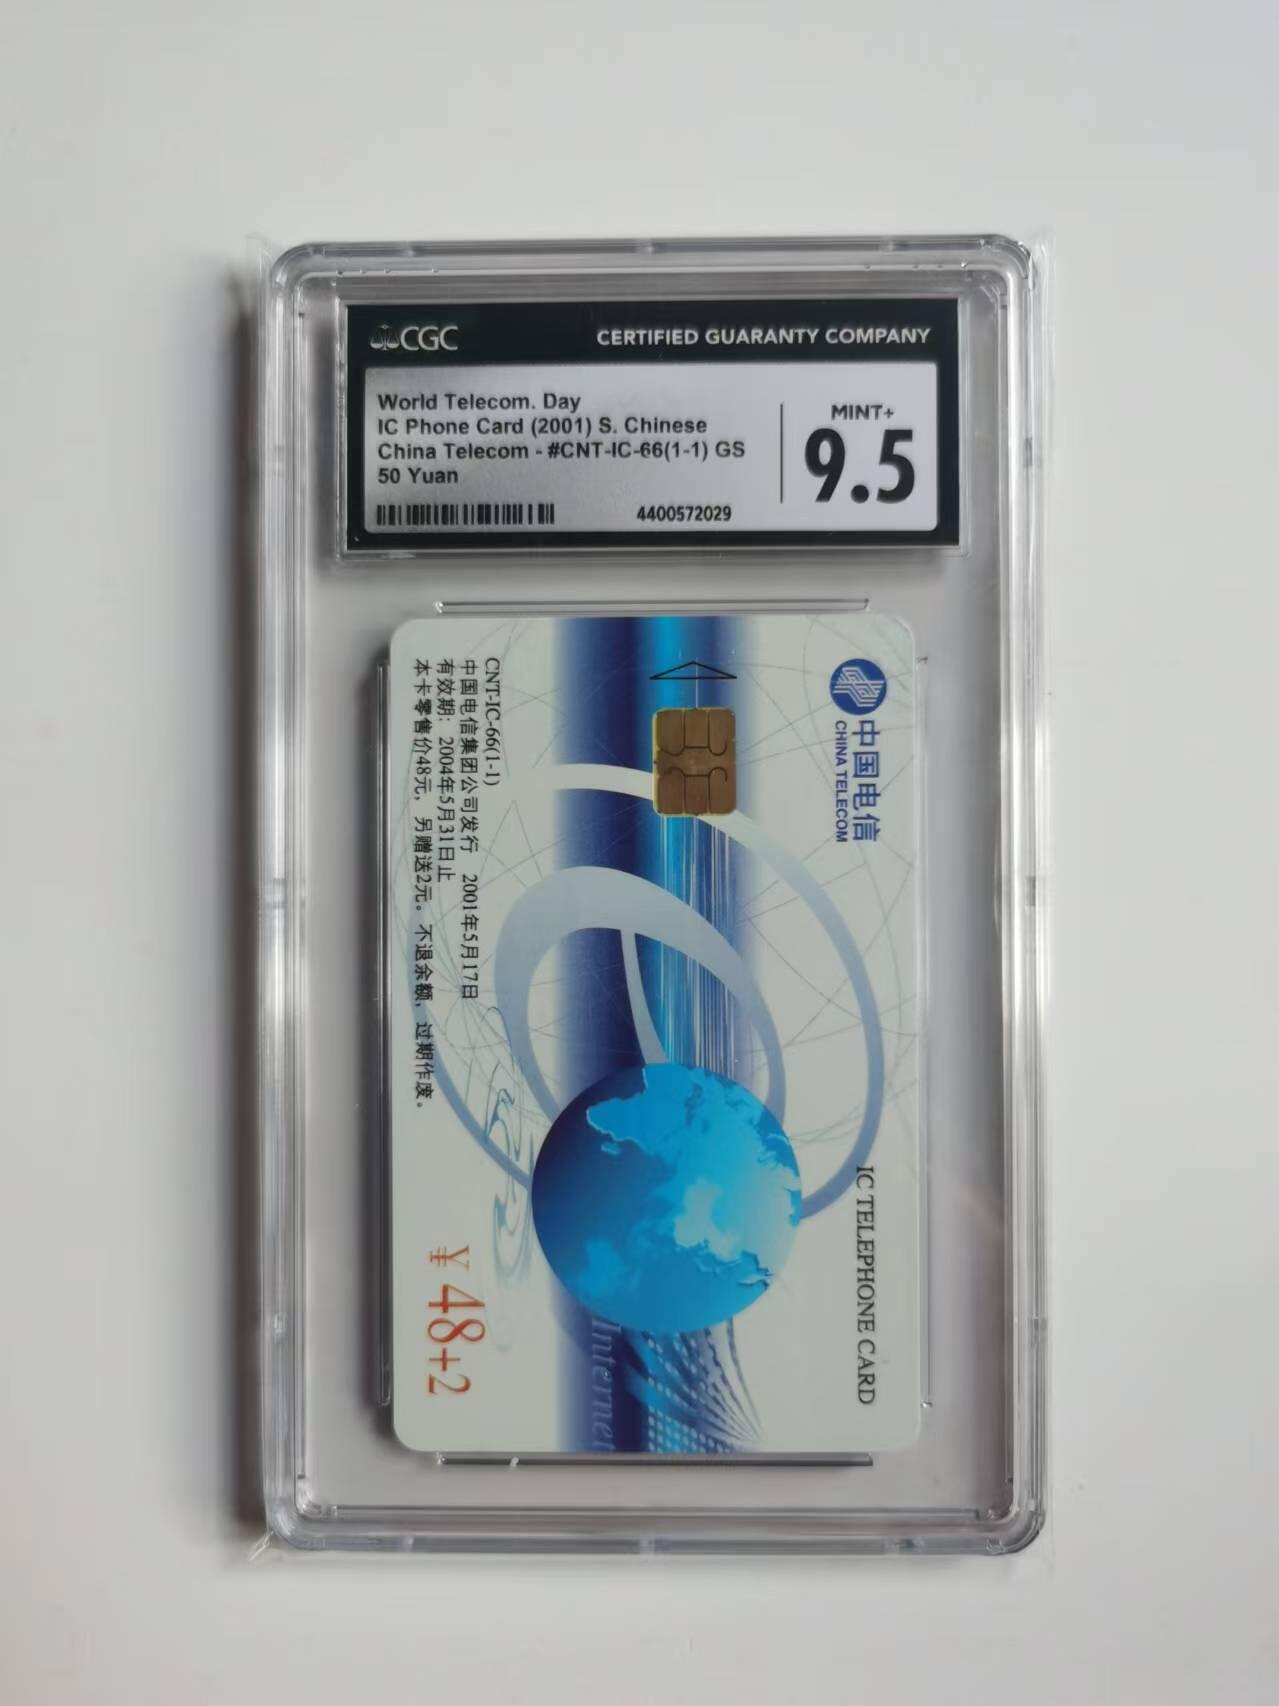 CGC
CERTIFIED GUARANTY COMPANY
World Telecom. Day
IC Phone Card (2001) S. Chinese
China Telecom - #CNT-IC-66(1-1) GS
50 Yuan
4400572029
MINT+
9.5
中国电信
CHINA TELECOM
IC TELEPHONE CARD
Internet
CNT-IC-66(1-1)
中国电信集团公司发行 2001年5月17日
有效期：2004年5月31日止
本卡零售价48元，另赠送2元。不退余额，过期作废。
¥48+2